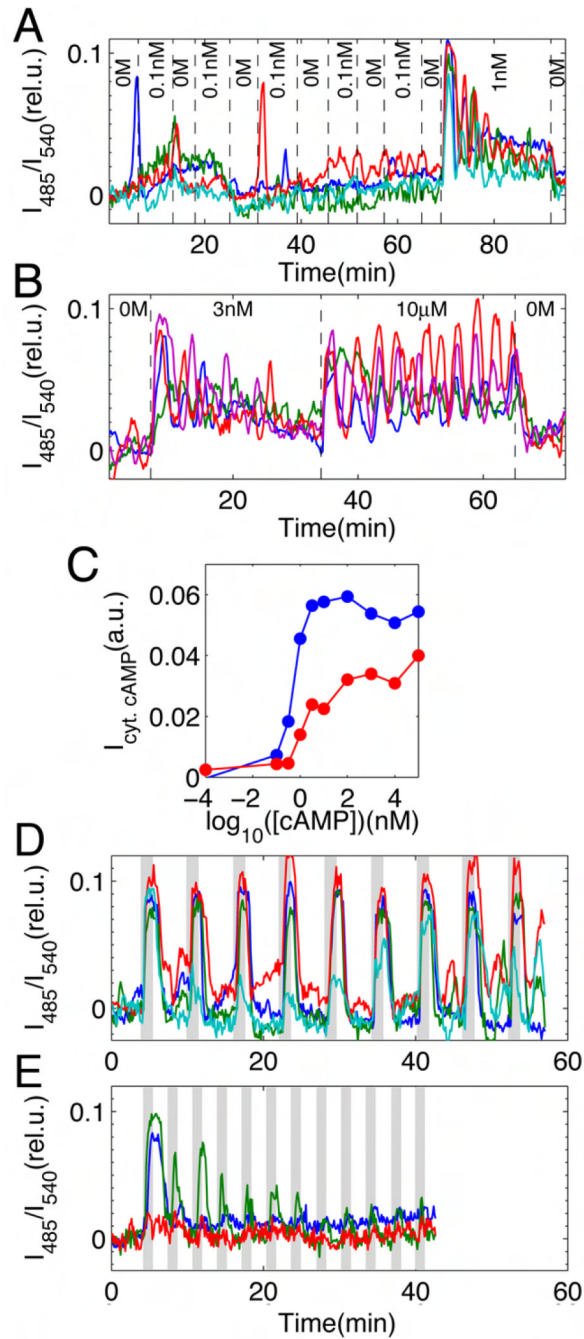 A
0M 0.1nM 0M 0.1nM 0M 0.1nM 0M 0.1nM 0M 0.1nM 0M 1nM 0M
0.1
0
I485/I540(rel.u.)
20 40 60 80
Time(min)
B
0M 3nM 10µM 0M
0.1
0
I485/I540(rel.u.)
20 40 60
Time(min)
C
0.06
0.04
0.02
0
Icyt. cAMP(a.u.)
−4 −2 0 2 4
log10([cAMP])(nM)
D
0.1
0
I485/I540(rel.u.)
0 20 40 60
E
0.1
0
I485/I540(rel.u.)
0 20 40 60
Time(min)